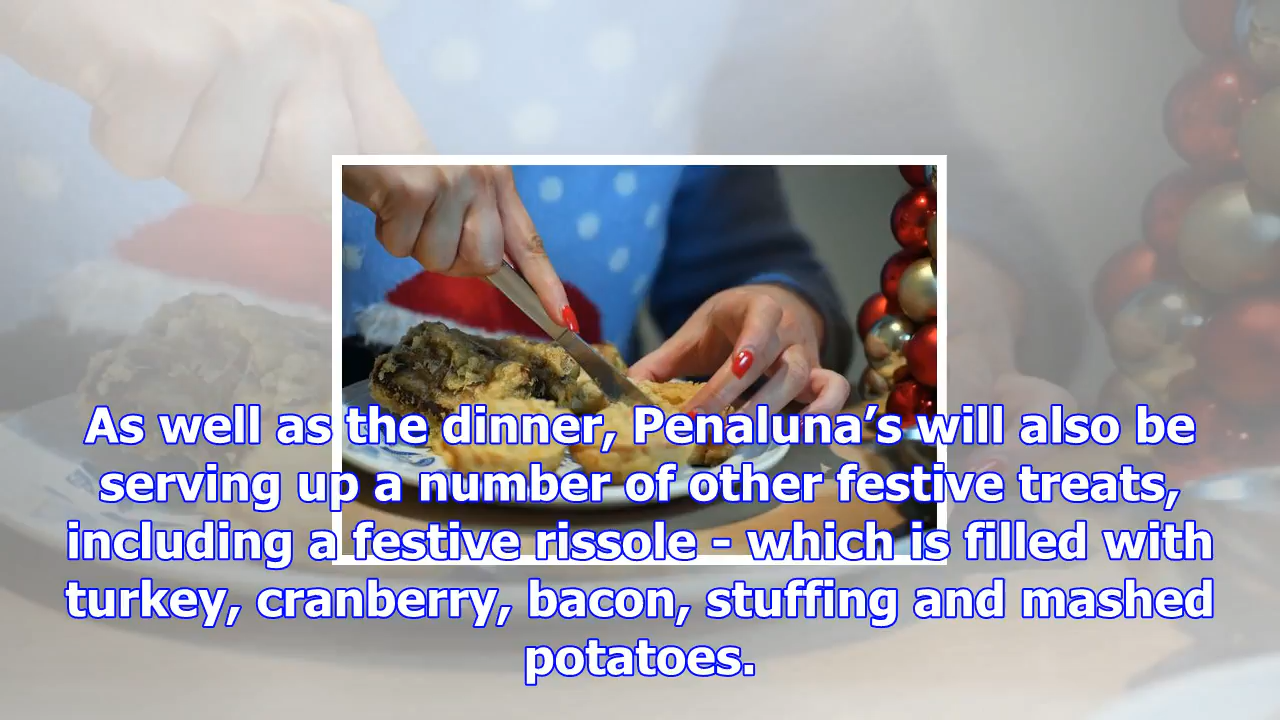 As well as the dinner, Penaluna’s will also be
serving up a number of other festive treats,
including a festive rissole - which is filled with
turkey, cranberry, bacon, stuffing and mashed
potatoes.